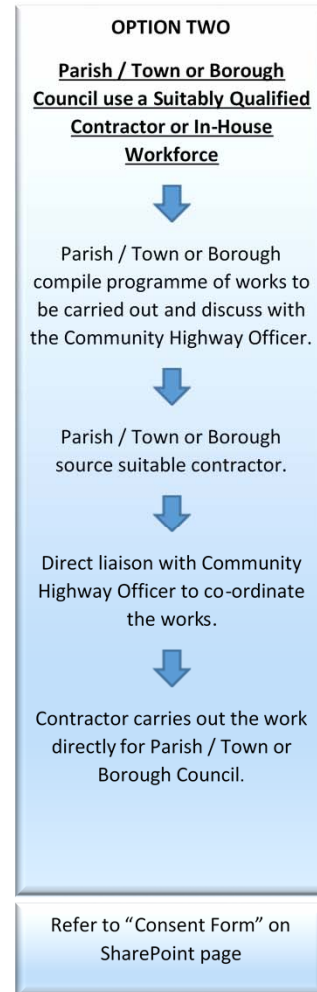 OPTION TWO
Parish / Town or Borough
Council use a Suitably Qualified
Contractor or In-House
Workforce
Parish / Town or Borough
compile programme of works to
be carried out and discuss with
the Community Highway Officer.
Parish / Town or Borough
source suitable contractor.
Direct liaison with Community
Highway Officer to co-ordinate
the works.
Contractor carries out the work
directly for Parish / Town or
Borough Council.
Refer to “Consent Form” on
SharePoint page